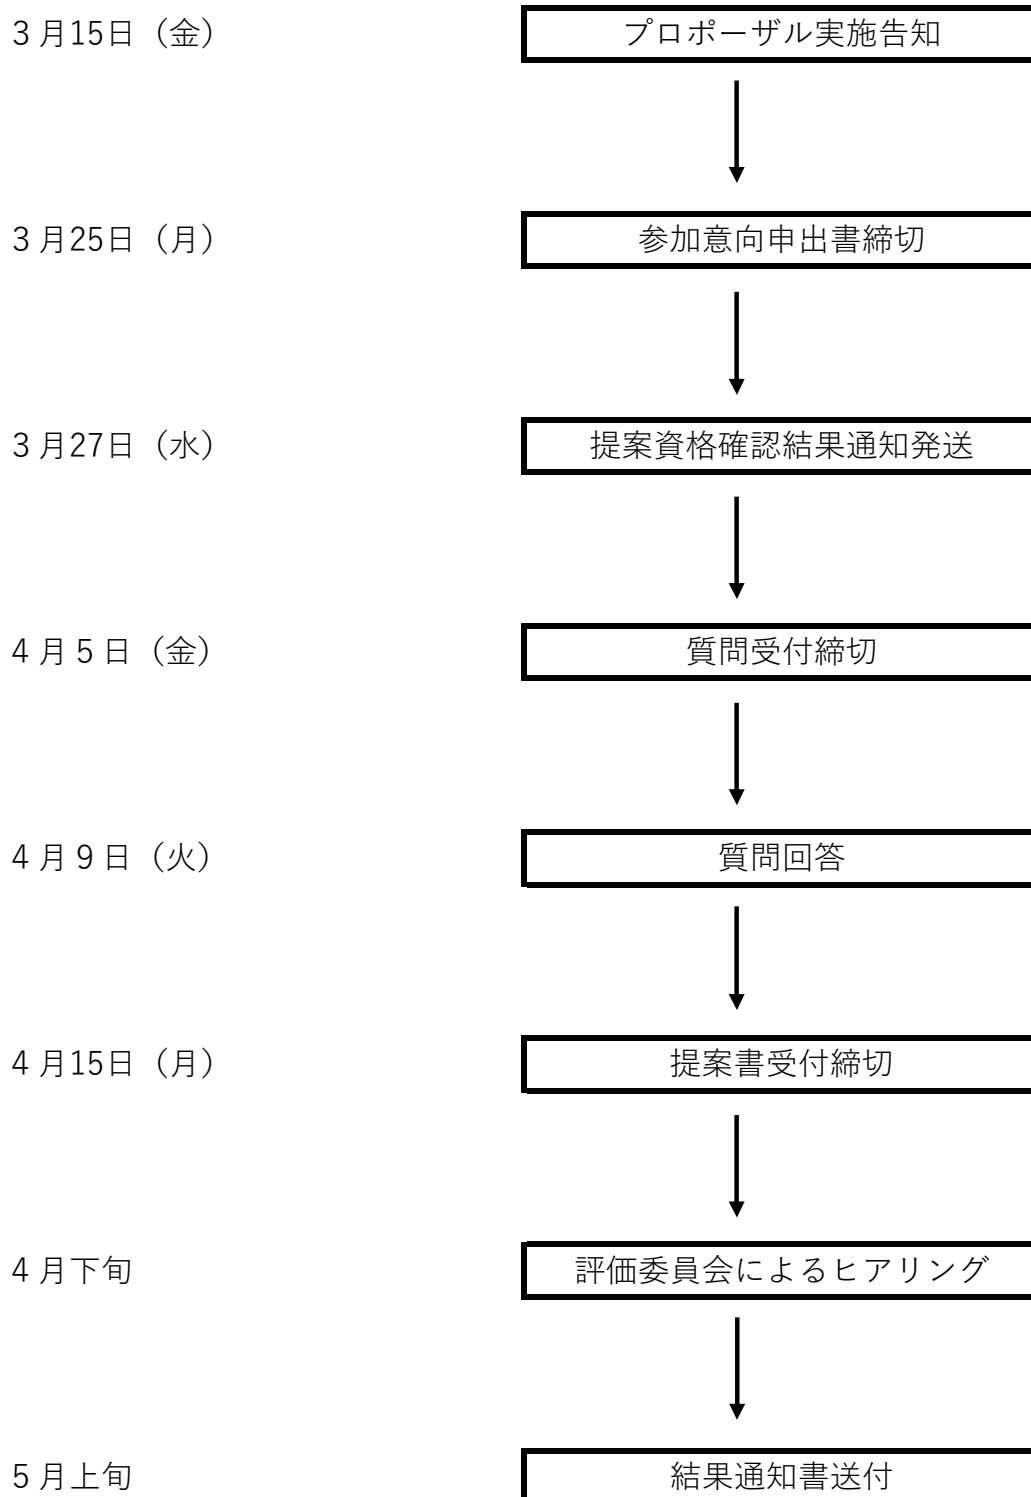 3月15日（金） プロポーザル実施告知
3月25日（月） 参加意向申出書締切
3月27日（水） 提案資格確認結果通知発送
4月5日（金） 質問受付締切
4月9日（火） 質問回答
4月15日（月） 提案書受付締切
4月下旬 評価委員会によるヒアリング
5月上旬 結果通知書送付